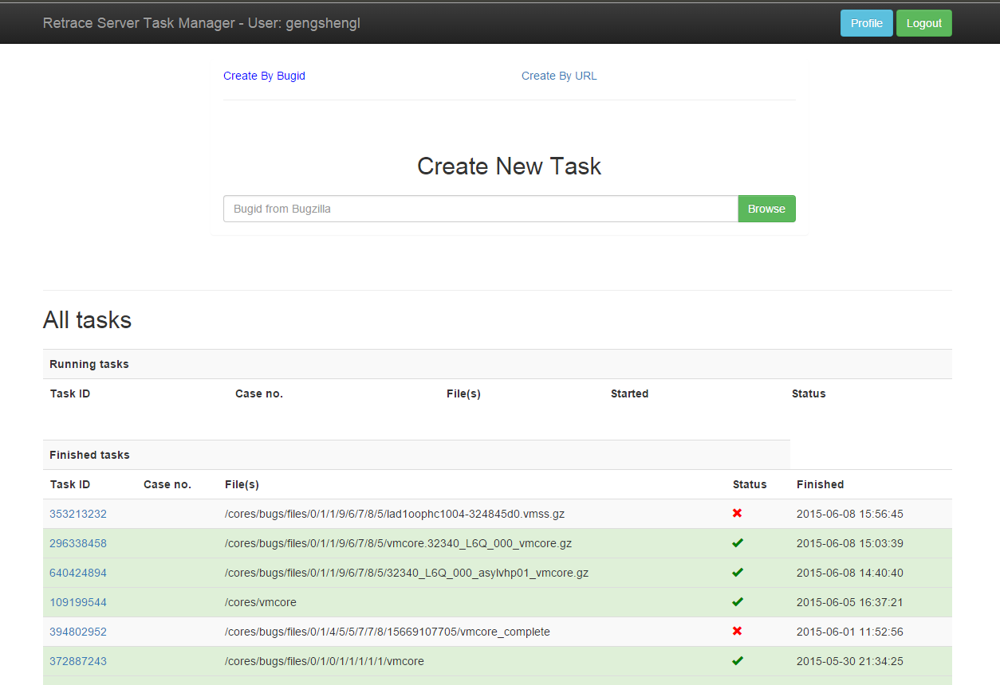 Retrace Server Task Manager - User: gengshengl Profile Logout
Create By Bugid Create By URL
Create New Task
Bugid from Bugzilla Browse
All tasks
Running tasks
Task ID Case no. File(s) Started Status
Finished tasks
Task ID Case no. File(s) Status Finished
353213232 /cores/bugs/files/0/1/1/9/6/7/8/5/lad1oophc1004-324845d0.vmss.gz 2015-06-08 15:56:45
296338458 /cores/bugs/files/0/1/1/9/6/7/8/5/vmcore.32340_L6Q_000_vmcore.gz 2015-06-08 15:03:39
640424894 /cores/bugs/files/0/1/1/9/6/7/8/5/32340_L6Q_000_asylvhp01_vmcore.gz 2015-06-08 14:40:40
109199544 /cores/vmcore 2015-06-05 16:37:21
394802952 /cores/bugs/files/0/1/4/5/5/7/7/8/15669107705/vmcore_complete 2015-06-01 11:52:56
372887243 /cores/bugs/files/0/1/0/1/1/1/1/1/vmcore 2015-05-30 21:34:25